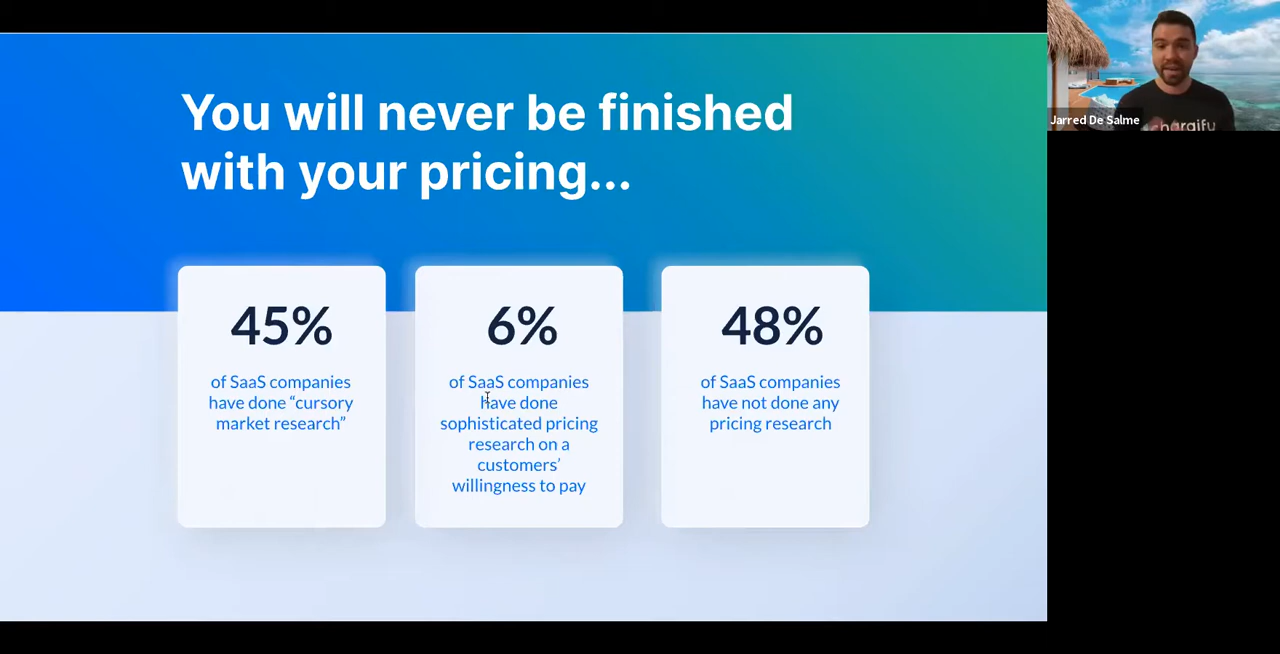 You will never be finished
with your pricing...
45%
of SaaS companies
have done “cursory
market research”
6%
of SaaS companies
have done
sophisticated pricing
research on a
customers’
willingness to pay
48%
of SaaS companies
have not done any
pricing research
Jarred De Salme
chargify